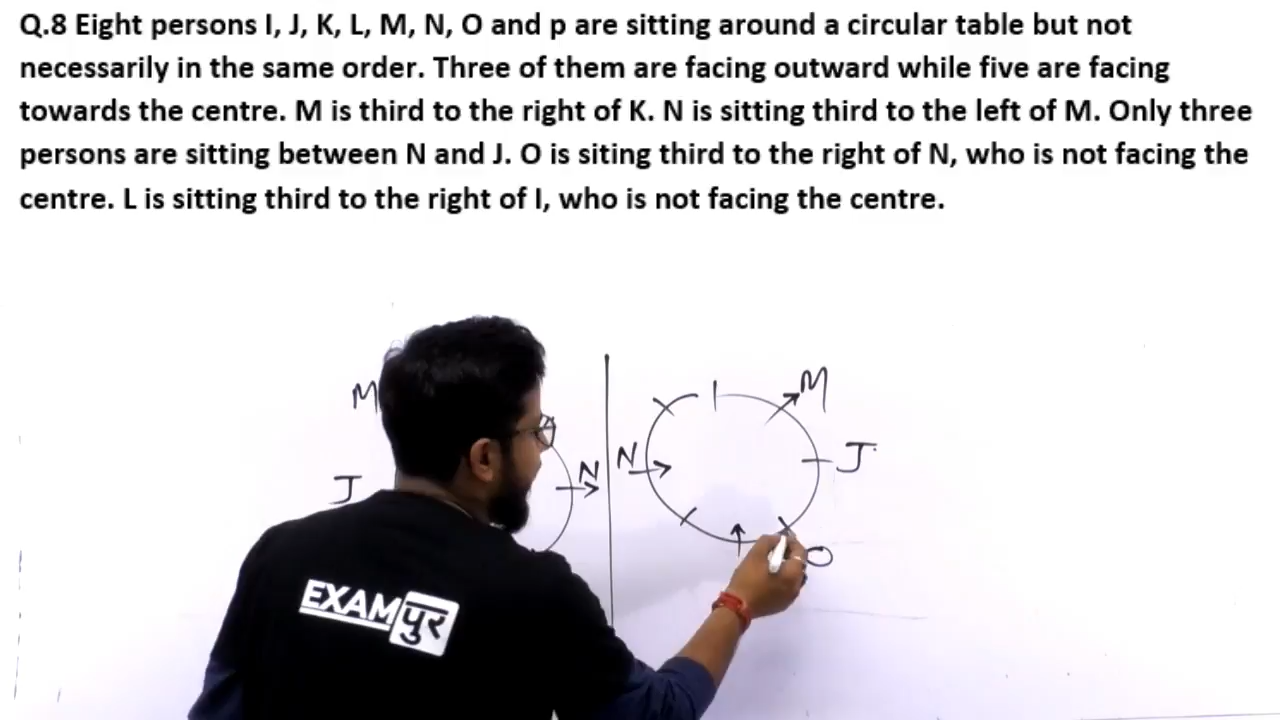 Q.8 Eight persons I, J, K, L, M, N, O and p are sitting around a circular table but not
necessarily in the same order. Three of them are facing outward while five are facing
towards the centre. M is third to the right of K. N is sitting third to the left of M. Only three
persons are sitting between N and J. O is siting third to the right of N, who is not facing the
centre. L is sitting third to the right of I, who is not facing the centre.
M
M
N
N
J
J
O
EXAMपुर